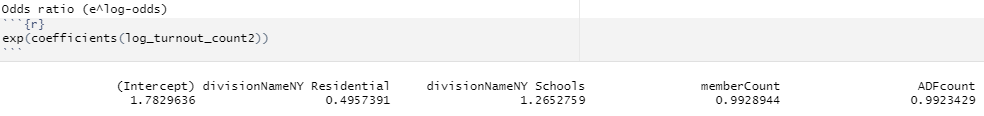 Odds ratio (e^log-odds)
```{r}
exp(coefficients(log_turnout_count2))
```
(Intercept) divisionNameNY Residential divisionNameNY Schools memberCount ADFcount
1.7829636 0.4957391 1.2652759 0.9928944 0.9923429